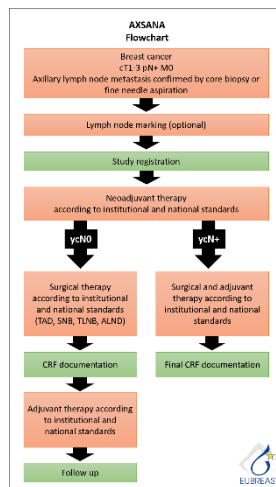 AXSANA
Flowchart
Breast cancer
cT1-3 pN+ M0
Axillary lymph node metastasis confirmed by core biopsy or
fine needle aspiration
Lymph node marking (optional)
Study registration
Neoadjuvant therapy
according to institutional and national standards
ycN0
ycN+
Surgical therapy
according to institutional
and national standards
(TAD, SNB, TLNB, ALND)
Surgical and adjuvant
therapy according to
institutional and national
standards
CRF documentation
Final CRF documentation
Adjuvant therapy according
to institutional and
national standards
Follow up
EUBREAS